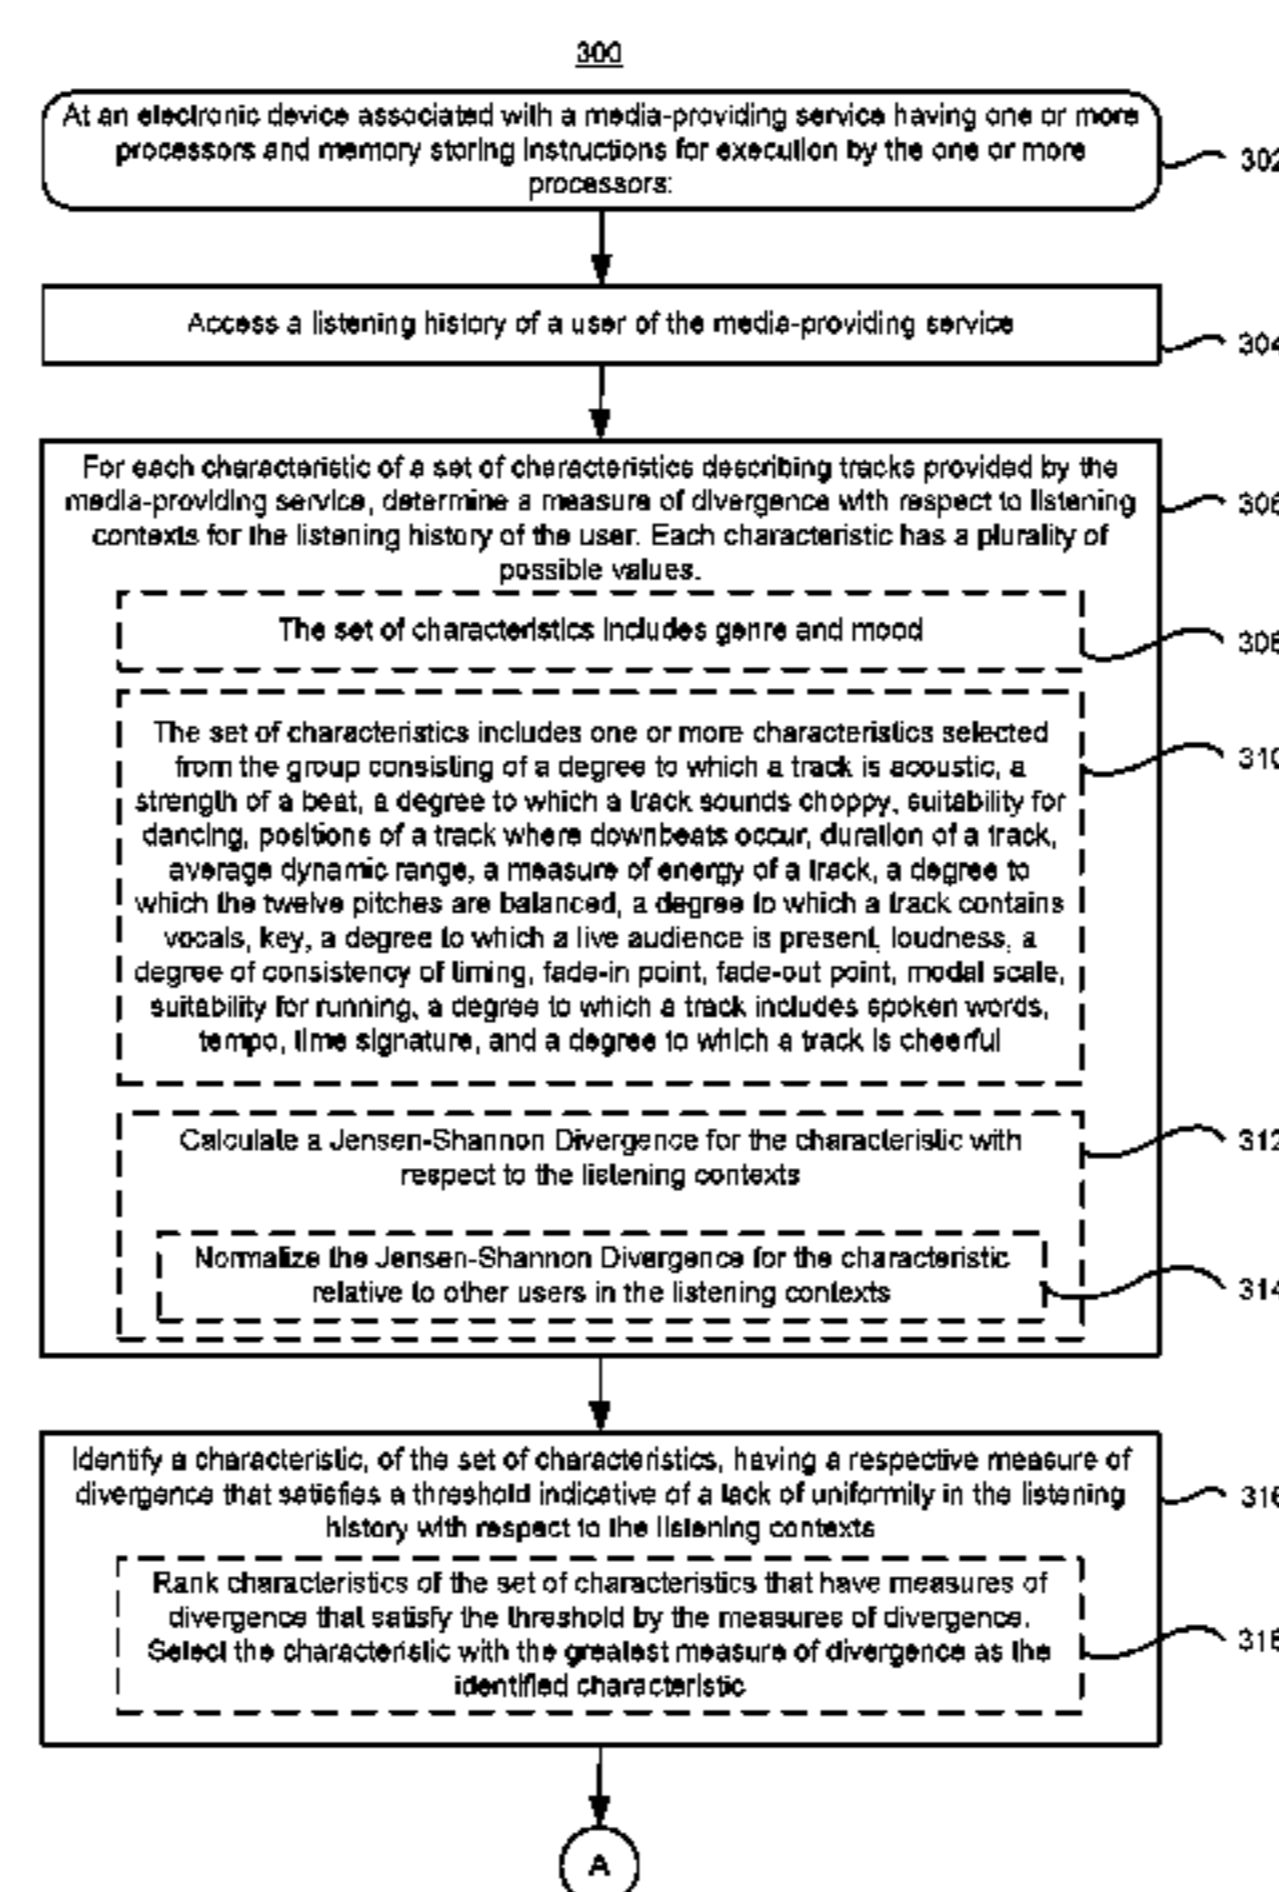 300
At an electronic device associated with a media-providing service having one or more
processors and memory storing instructions for execution by the one or more
processors:
302
Access a listening history of a user of the media-providing service
304
For each characteristic of a set of characteristics describing tracks provided by the
media-providing service, determine a measure of divergence with respect to listening
contexts for the listening history of the user. Each characteristic has a plurality of
possible values.
306
The set of characteristics includes genre and mood
308
The set of characteristics includes one or more characteristics selected
from the group consisting of a degree to which a track is acoustic, a
strength of a beat, a degree to which a track sounds choppy, suitability for
dancing, positions of a track where downbeats occur, duration of a track,
average dynamic range, a measure of energy of a track, a degree to
which the twelve pitches are balanced, a degree to which a track contains
vocals, key, a degree to which a live audience is present, loudness, a
degree of consistency of timing, fade-in point, fade-out point, modal scale,
suitability for running, a degree to which a track includes spoken words,
tempo, time signature, and a degree to which a track is cheerful
310
Calculate a Jensen-Shannon Divergence for the characteristic with
respect to the listening contexts
312
Normalize the Jensen-Shannon Divergence for the characteristic
relative to other users in the listening contexts
314
Identify a characteristic, of the set of characteristics, having a respective measure of
divergence that satisfies a threshold indicative of a lack of uniformity in the listening
history with respect to the listening contexts
316
Rank characteristics of the set of characteristics that have measures of
divergence that satisfy the threshold by the measures of divergence.
Select the characteristic with the greatest measure of divergence as the
identified characteristic
318
A